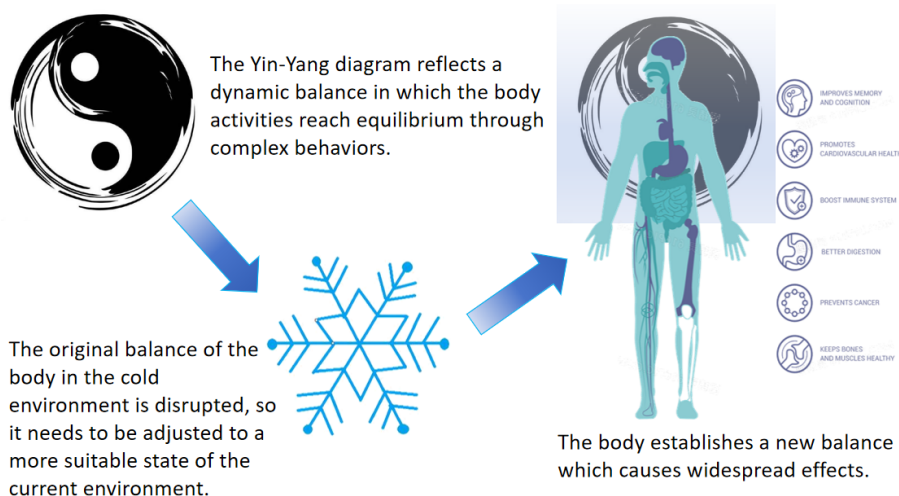 The Yin-Yang diagram reflects a
dynamic balance in which the body
activities reach equilibrium through
complex behaviors.
The original balance of the
body in the cold
environment is disrupted, so
it needs to be adjusted to a
more suitable state of the
current environment.
IMPROVES MEMORY
AND COGNITION
PROMOTES
CARDIOVASCULAR HEALT
BOOST IMMUNE SYSTEM
BETTER DIGESTION
PREVENTS CANCER
KEEPS BONES
AND MUSCLES HEALTHY
The body establishes a new balance
which causes widespread effects.